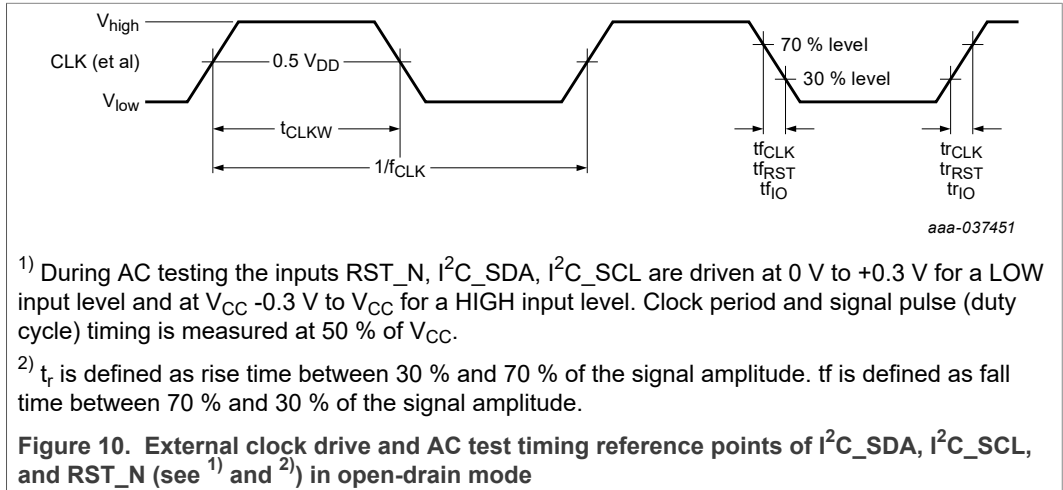 V_high
CLK (et al)
0.5 V_DD
70 % level
30 % level
V_low
t_CLKW
1/f_CLK
tf_CLK
tf_RST
tf_IO
tr_CLK
tr_RST
tr_IO
aaa-037451
1) During AC testing the inputs RST_N, I²C_SDA, I²C_SCL are driven at 0 V to +0.3 V for a LOW
input level and at V_CC -0.3 V to V_CC for a HIGH input level. Clock period and signal pulse (duty
cycle) timing is measured at 50 % of V_CC.
2) t_r is defined as rise time between 30 % and 70 % of the signal amplitude. tf is defined as fall
time between 70 % and 30 % of the signal amplitude.
Figure 10. External clock drive and AC test timing reference points of I²C_SDA, I²C_SCL,
and RST_N (see 1) and 2)) in open-drain mode